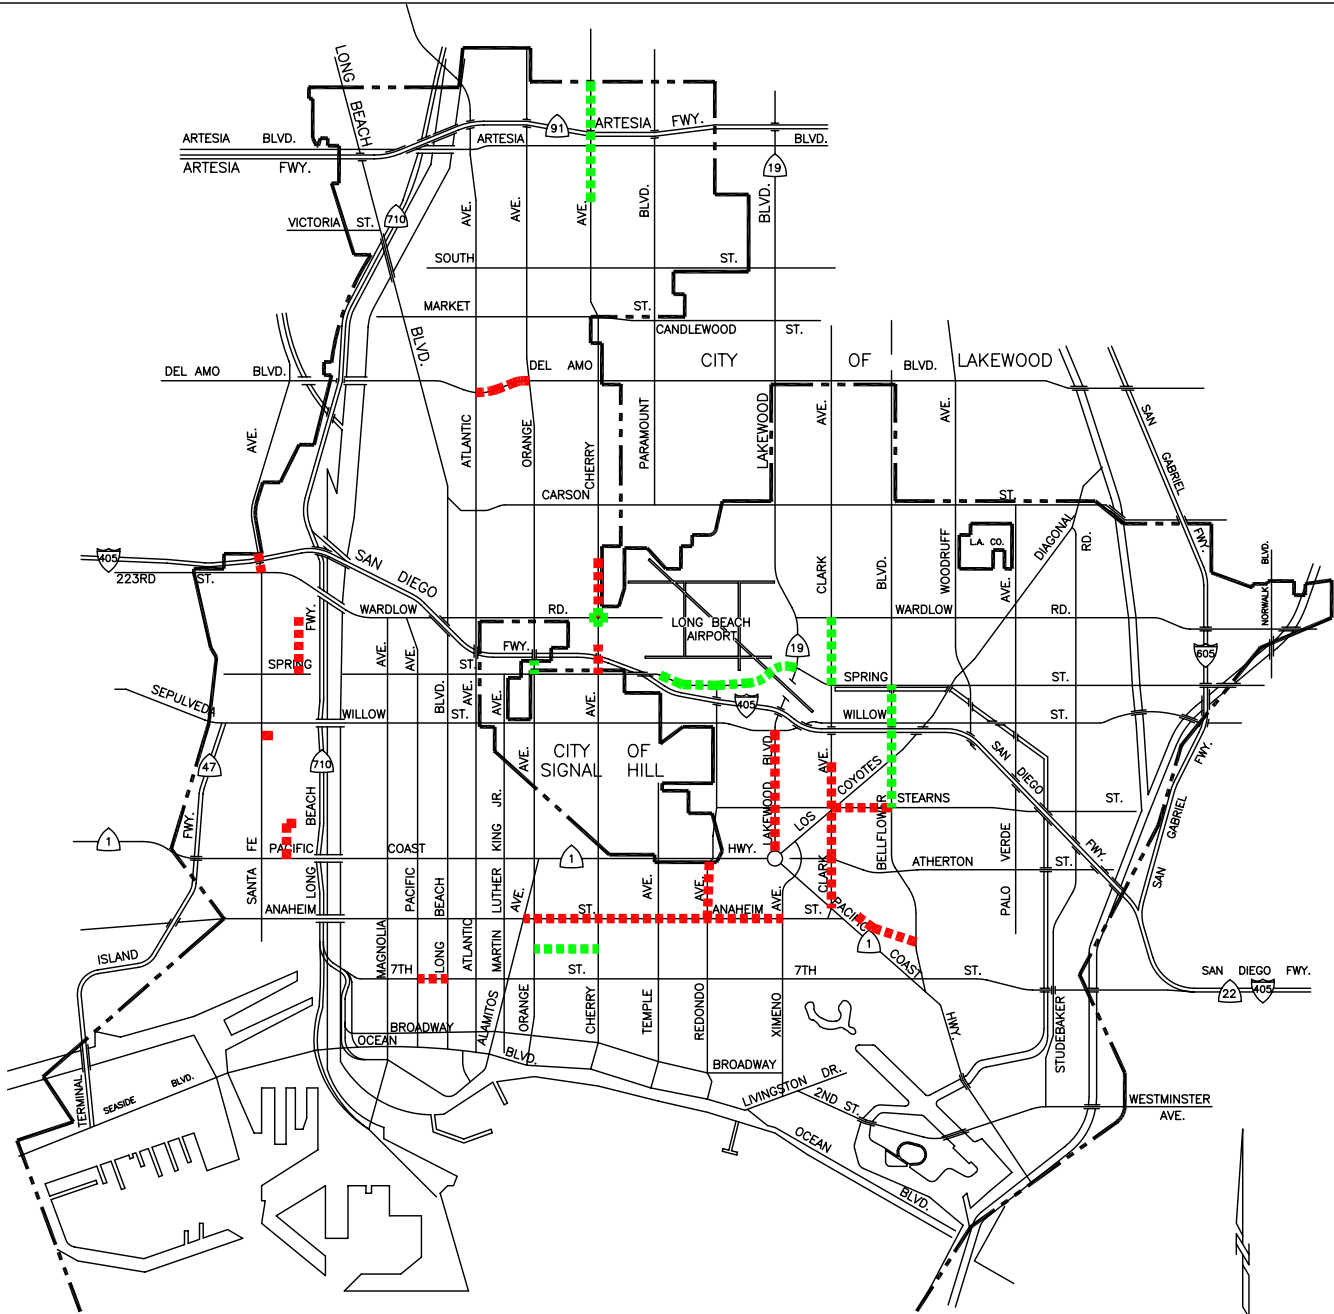 LONG BEACH BLVD.
ARTESIA BLVD.
ARTESIA FWY.
91
ARTESIA FWY.
ARTESIA BLVD.
19
710
VICTORIA ST.
AVE.
AVE.
AVE.
BLVD.
BLVD.
SOUTH ST.
MARKET ST.
CANDLEWOOD ST.
CITY OF LAKEWOOD
DEL AMO BLVD.
DEL AMO
BLVD.
AVE.
ATLANTIC
ORANGE
CHERRY
PARAMOUNT
LAKEWOOD
AVE.
AVE.
SAN GABRIEL FWY.
CARSON ST.
L.A. CO.
DIAGONAL
RD.
405
223RD ST.
SAN DIEGO
FWY.
CLARK
BLVD.
WOODRUFF
AVE.
NORWALK BLVD.
WARDLOW RD.
LONG BEACH
AIRPORT
WARDLOW RD.
FWY.
19
605
SPRING ST.
AVE.
AVE.
BLVD.
AVE.
AVE.
AVE.
SPRING ST.
SEPULVEDA
WILLOW ST.
405
WILLOW ST.
CITY OF
SIGNAL HILL
AVE.
BLVD.
AVE.
47
710
SAN DIEGO FWY.
FWY.
LOS COYOTES
STEARNS ST.
SAN GABRIEL FWY.
1
PACIFIC COAST
1
HWY.
ATHERTON ST.
SANTA FE
LONG BEACH
PACIFIC
LONG BEACH
MARTIN LUTHER KING JR.
AVE.
AVE.
AVE.
LAKEWOOD
AVE.
CLARK
BELLFLOWER
PALO VERDE
ANAHEIM ST.
ANAHEIM ST.
PACIFIC COAST HWY.
1
ISLAND
MAGNOLIA
ATLANTIC
7TH ST.
7TH ST.
SAN DIEGO FWY.
22
405
ALAMITOS
ORANGE
CHERRY
TEMPLE
REDONDO
XIMENO
STUDEBAKER
BROADWAY
OCEAN BLVD.
BROADWAY
TERMINAL
SEASIDE BLVD.
LIVINGSTON DR.
2ND ST.
WESTMINSTER
AVE.
OCEAN BLVD.
N